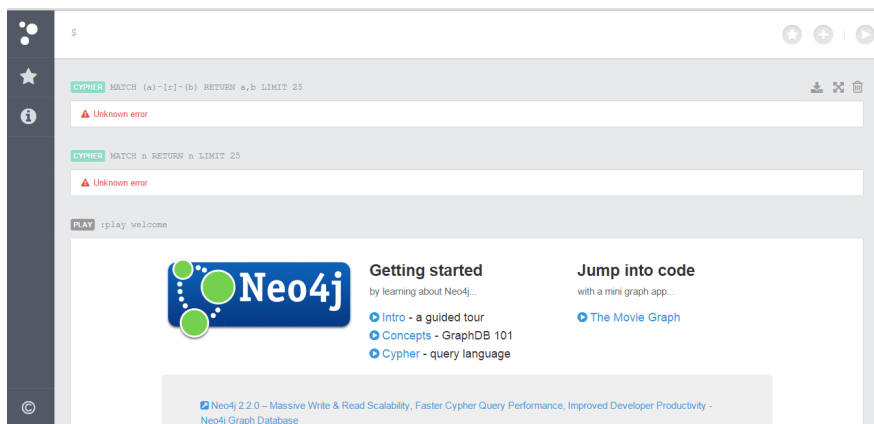 $
CYPHER MATCH (a)-[r]-(b) RETURN a,b LIMIT 25
Unknown error
CYPHER MATCH n RETURN n LIMIT 25
Unknown error
PLAY :play welcome
Neo4j
Getting started
by learning about Neo4j...
Intro - a guided tour
Concepts - GraphDB 101
Cypher - query language
Jump into code
with a mini graph app...
The Movie Graph
Neo4j 2.2.0 – Massive Write & Read Scalability, Faster Cypher Query Performance, Improved Developer Productivity -
Neo4j Graph Database
©